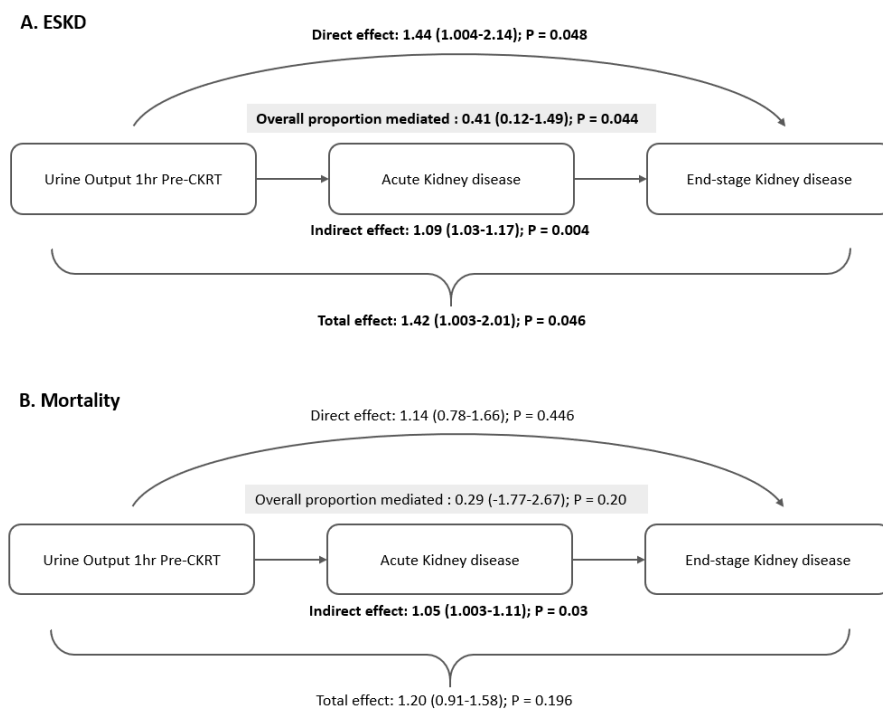 A. ESKD
Direct effect: 1.44 (1.004-2.14); P = 0.048
Overall proportion mediated : 0.41 (0.12-1.49); P = 0.044
Urine Output 1hr Pre-CKRT
Acute Kidney disease
End-stage Kidney disease
Indirect effect: 1.09 (1.03-1.17); P = 0.004
Total effect: 1.42 (1.003-2.01); P = 0.046
B. Mortality
Direct effect: 1.14 (0.78-1.66); P = 0.446
Overall proportion mediated : 0.29 (-1.77-2.67); P = 0.20
Urine Output 1hr Pre-CKRT
Acute Kidney disease
End-stage Kidney disease
Indirect effect: 1.05 (1.003-1.11); P = 0.03
Total effect: 1.20 (0.91-1.58); P = 0.196